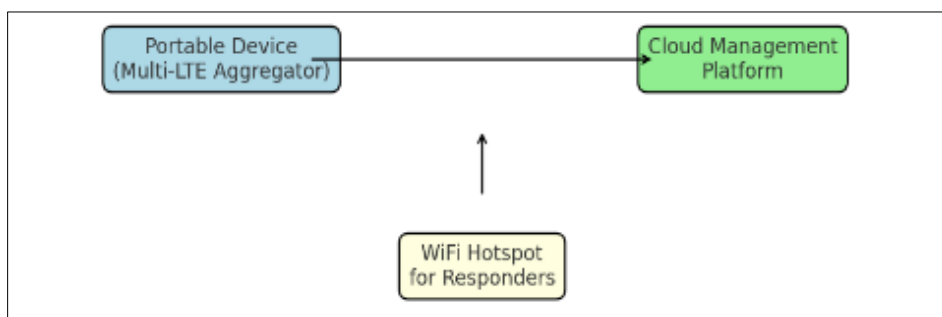 Portable Device
(Multi-LTE Aggregator)
Cloud Management
Platform
WiFi Hotspot
for Responders